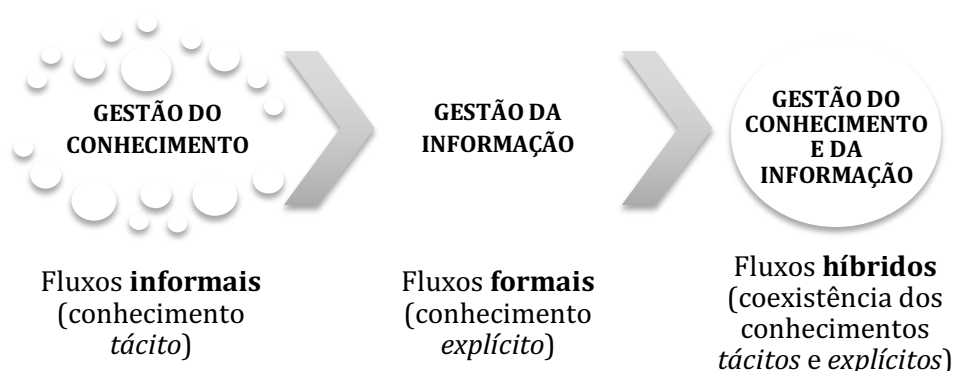 GESTÃO DO
CONHECIMENTO
Fluxos informais
(conhecimento
tácito)
GESTÃO DA
INFORMAÇÃO
Fluxos formais
(conhecimento
explícito)
GESTÃO DO
CONHECIMENTO
E DA
INFORMAÇÃO
Fluxos híbridos
(coexistência dos
conhecimentos
tácitos e explícitos)